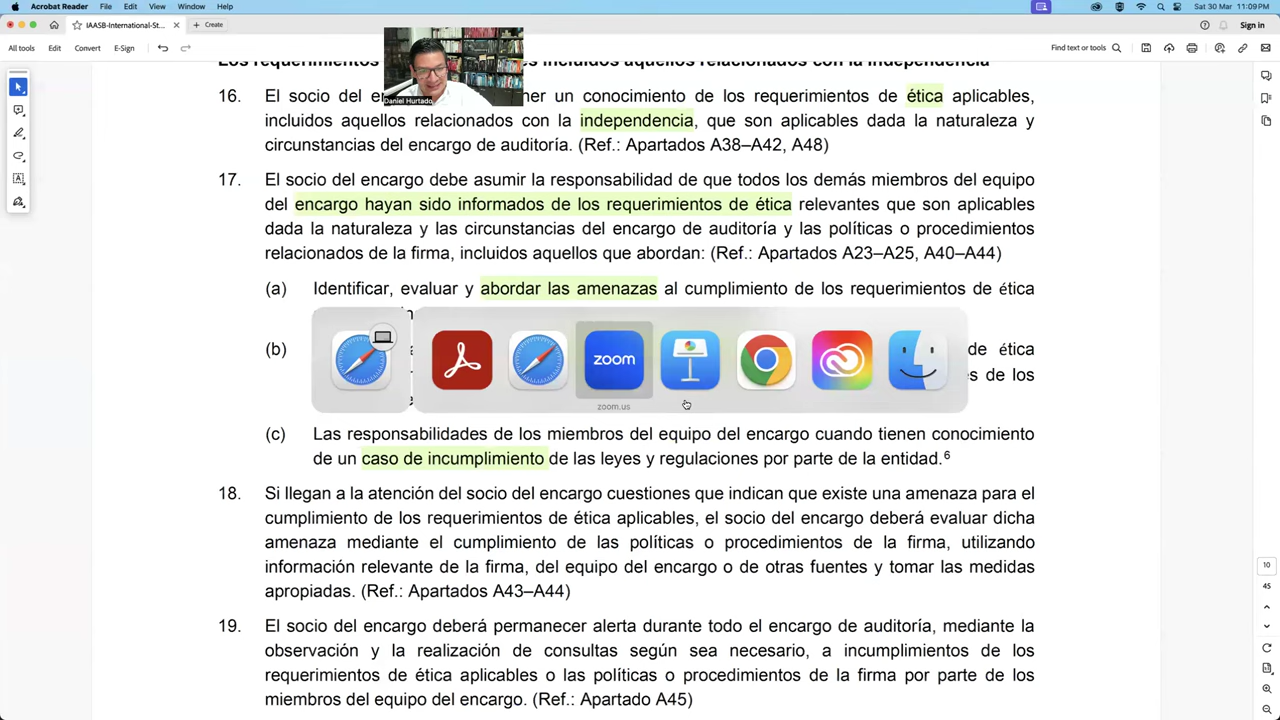 Acrobat Reader File Edit View Window Help Sat 30 Mar 11:09 PM
IAASB-International-St... Create Sign in
All tools Edit Convert E-Sign Find text or tools
Los requerimientos es incluidos aquellos relacionados con la independencia
Daniel Hurtado
16. El socio del en ner un conocimiento de los requerimientos de ética aplicables,
incluidos aquellos relacionados con la independencia, que son aplicables dada la naturaleza y
circunstancias del encargo de auditoría. (Ref.: Apartados A38–A42, A48)
17. El socio del encargo debe asumir la responsabilidad de que todos los demás miembros del equipo
del encargo hayan sido informados de los requerimientos de ética relevantes que son aplicables
dada la naturaleza y las circunstancias del encargo de auditoría y las políticas o procedimientos
relacionados de la firma, incluidos aquellos que abordan: (Ref.: Apartados A23–A25, A40–A44)
(a) Identificar, evaluar y abordar las amenazas al cumplimiento de los requerimientos de ética
(b) de ética
s de los
zoom
zoom.us
(c) Las responsabilidades de los miembros del equipo del encargo cuando tienen conocimiento
de un caso de incumplimiento de las leyes y regulaciones por parte de la entidad.⁶
18. Si llegan a la atención del socio del encargo cuestiones que indican que existe una amenaza para el
cumplimiento de los requerimientos de ética aplicables, el socio del encargo deberá evaluar dicha
amenaza mediante el cumplimiento de las políticas o procedimientos de la firma, utilizando
información relevante de la firma, del equipo del encargo o de otras fuentes y tomar las medidas
apropiadas. (Ref.: Apartados A43–A44)
19. El socio del encargo deberá permanecer alerta durante todo el encargo de auditoría, mediante la
observación y la realización de consultas según sea necesario, a incumplimientos de los
requerimientos de ética aplicables o las políticas o procedimientos de la firma por parte de los
miembros del equipo del encargo. (Ref.: Apartado A45)
10
45